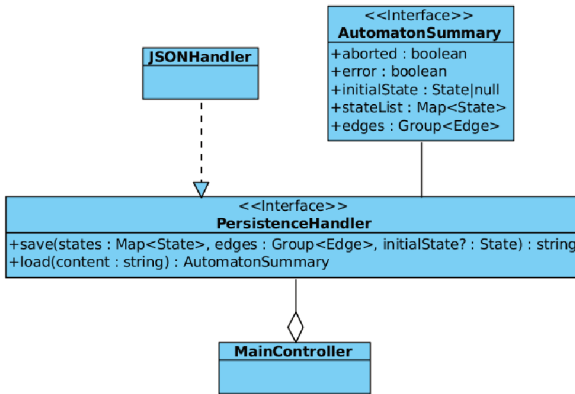 <<Interface>>
AutomatonSummary
+aborted : boolean
+error : boolean
+initialState : State|null
+stateList : Map<State>
+edges : Group<Edge>
JSONHandler
<<Interface>>
PersistenceHandler
+save(states : Map<State>, edges : Group<Edge>, initialState? : State) : string
+load(content : string) : AutomatonSummary
MainController